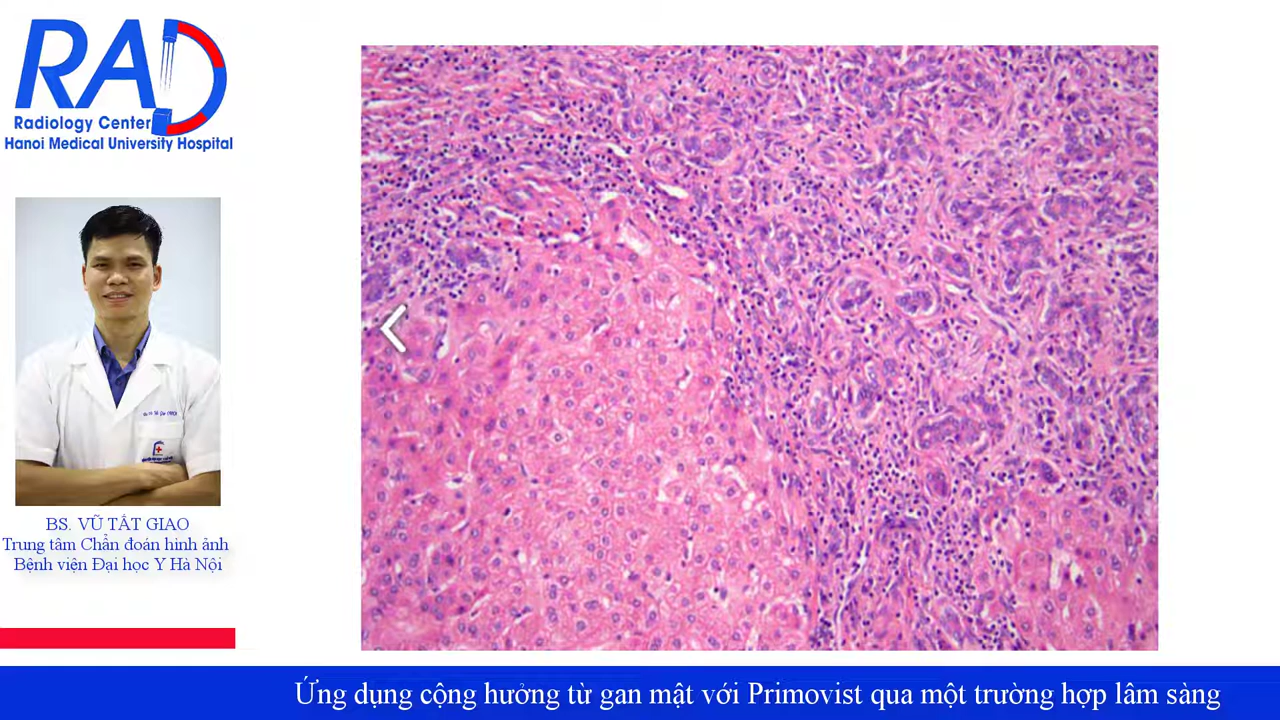 RAD
Radiology Center
Hanoi Medical University Hospital
BS. VŨ TẤT GIAO
Trung tâm Chẩn đoán hình ảnh
Bệnh viện Đại học Y Hà Nội
Ứng dụng cộng hưởng từ gan mật với Primovist qua một trường hợp lâm sàng